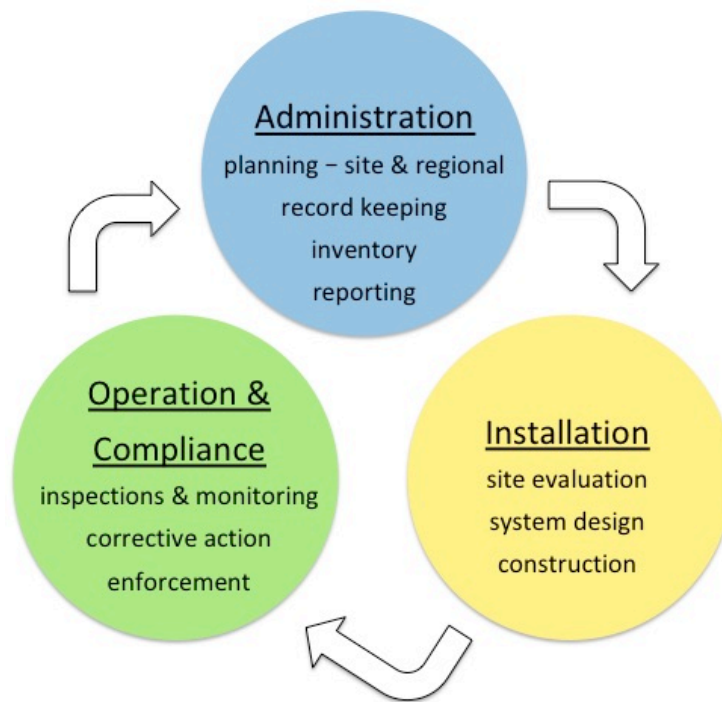 Administration
planning – site & regional
record keeping
inventory
reporting
Operation &
Compliance
inspections & monitoring
corrective action
enforcement
Installation
site evaluation
system design
construction